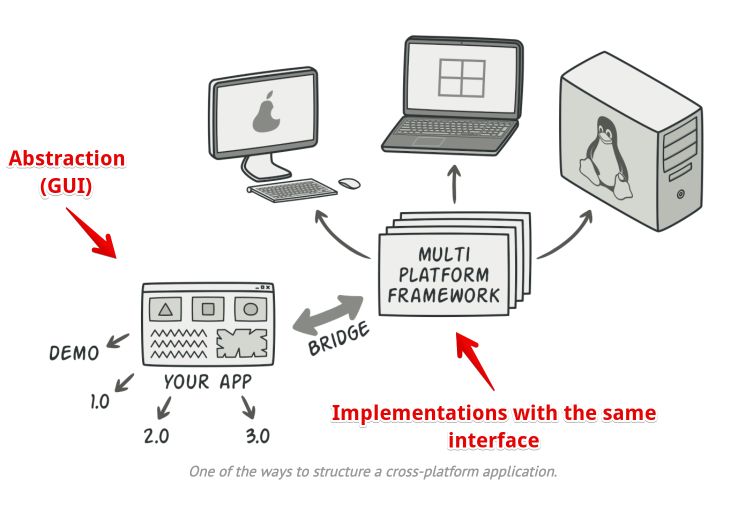 Abstraction
(GUI)
MULTI
PLATFORM
FRAMEWORK
BRIDGE
DEMO
YOUR APP
1.0
2.0
3.0
Implementations with the same
interface
One of the ways to structure a cross-platform application.